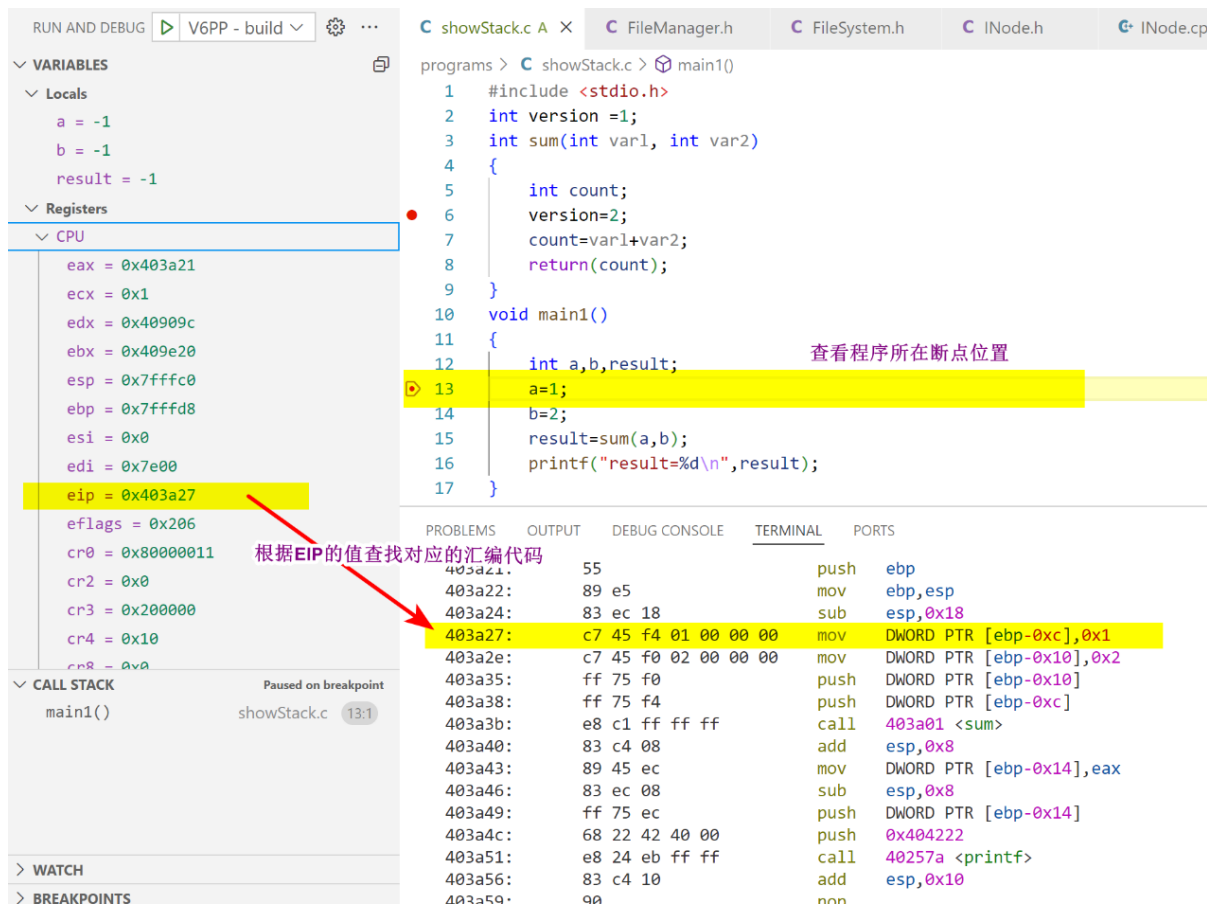 RUN AND DEBUG V6PP - build ...
VARIABLES
Locals
a = -1
b = -1
result = -1
Registers
CPU
eax = 0x403a21
ecx = 0x1
edx = 0x40909c
ebx = 0x409e20
esp = 0x7fffc0
ebp = 0x7fffd8
esi = 0x0
edi = 0x7e00
eip = 0x403a27
eflags = 0x206
cr0 = 0x80000011
cr2 = 0x0
cr3 = 0x200000
cr4 = 0x10
cr8 = 0x0
CALL STACK Paused on breakpoint
main1() showStack.c 13:1
WATCH
BREAKPOINTS
C showStack.c A C FileManager.h C FileSystem.h C INode.h C INode.cp
programs > C showStack.c > main1()
1 #include <stdio.h>
2 int version =1;
3 int sum(int var1, int var2)
4 {
5 int count;
6 version=2;
7 count=var1+var2;
8 return(count);
9 }
10 void main1()
11 {
12 int a,b,result;
查看程序所在断点位置
13 a=1;
14 b=2;
15 result=sum(a,b);
16 printf("result=%d\n",result);
17 }
PROBLEMS OUTPUT DEBUG CONSOLE TERMINAL PORTS
根据EIP的值查找对应的汇编代码
403a21: 55 push ebp
403a22: 89 e5 mov ebp,esp
403a24: 83 ec 18 sub esp,0x18
403a27: c7 45 f4 01 00 00 00 mov DWORD PTR [ebp-0xc],0x1
403a2e: c7 45 f0 02 00 00 00 mov DWORD PTR [ebp-0x10],0x2
403a35: ff 75 f0 push DWORD PTR [ebp-0x10]
403a38: ff 75 f4 push DWORD PTR [ebp-0xc]
403a3b: e8 c1 ff ff ff call 403a01 <sum>
403a40: 83 c4 08 add esp,0x8
403a43: 89 45 ec mov DWORD PTR [ebp-0x14],eax
403a46: 83 ec 08 sub esp,0x8
403a49: ff 75 ec push DWORD PTR [ebp-0x14]
403a4c: 68 22 42 40 00 push 0x404222
403a51: e8 24 eb ff ff call 40257a <printf>
403a56: 83 c4 10 add esp,0x10
403a59: 90 nop